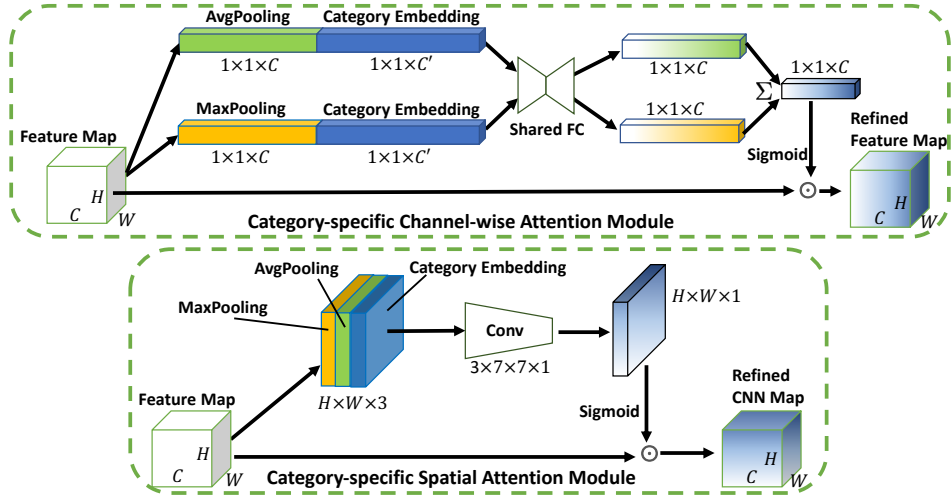 AvgPooling Category Embedding
1×1×C 1×1×C′
MaxPooling Category Embedding
1×1×C 1×1×C′
Shared FC
1×1×C
1×1×C
Σ
1×1×C
Sigmoid
Refined
Feature Map
Feature Map
H
C
W
⊙
H
C
W
Category-specific Channel-wise Attention Module
AvgPooling
Category Embedding
MaxPooling
H×W×3
Conv
3×7×7×1
H×W×1
Sigmoid
Refined
CNN Map
Feature Map
H
C
W
⊙
H
C
W
Category-specific Spatial Attention Module